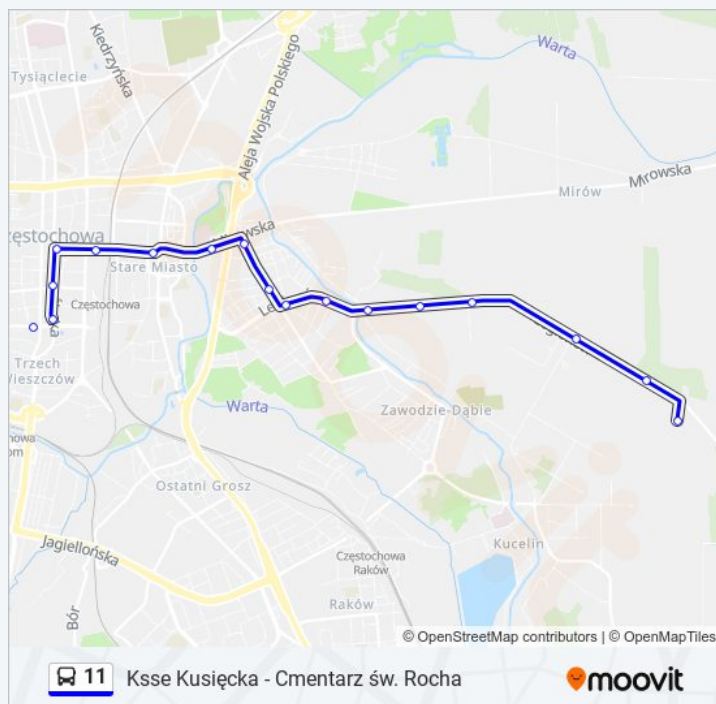 Kiedrzyńska
Tysiąclecie
Aleja Wojska Polskiego
Warta
Mirowska
Mirów
Częstochowa
Stare Miasto
Częstochowa
Trzech
Wieszczów
Warta
Zawodzie-Dąbie
Ostatni Grosz
Jagiellońska
Kucelin
Częstochowa
Raków
Raków
Bór
© OpenStreetMap contributors | © OpenMapTiles
11 Ksse Kusięcka - Cmentarz św. Rocha
moovit